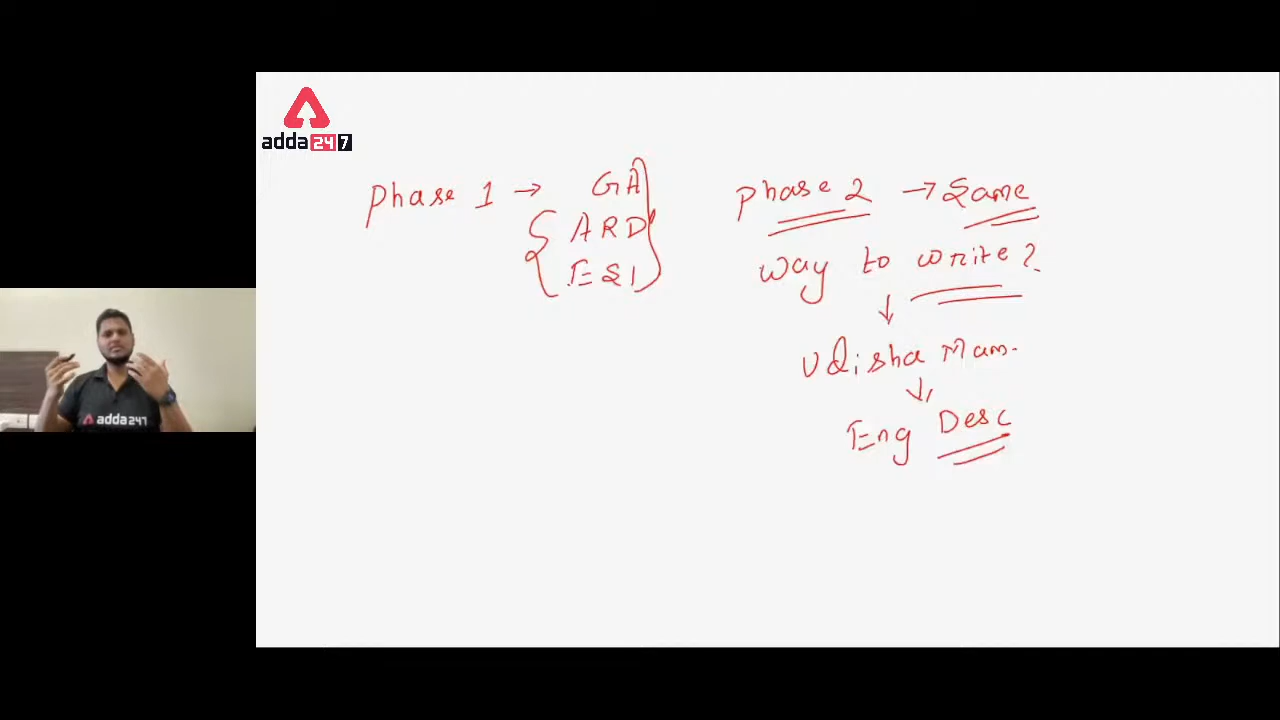 adda247
Phase 1 → GA
ARD
ESI
Phase 2 → Same
way to write?
↓
Udisha Mam.
↓
Eng Desc
adda247